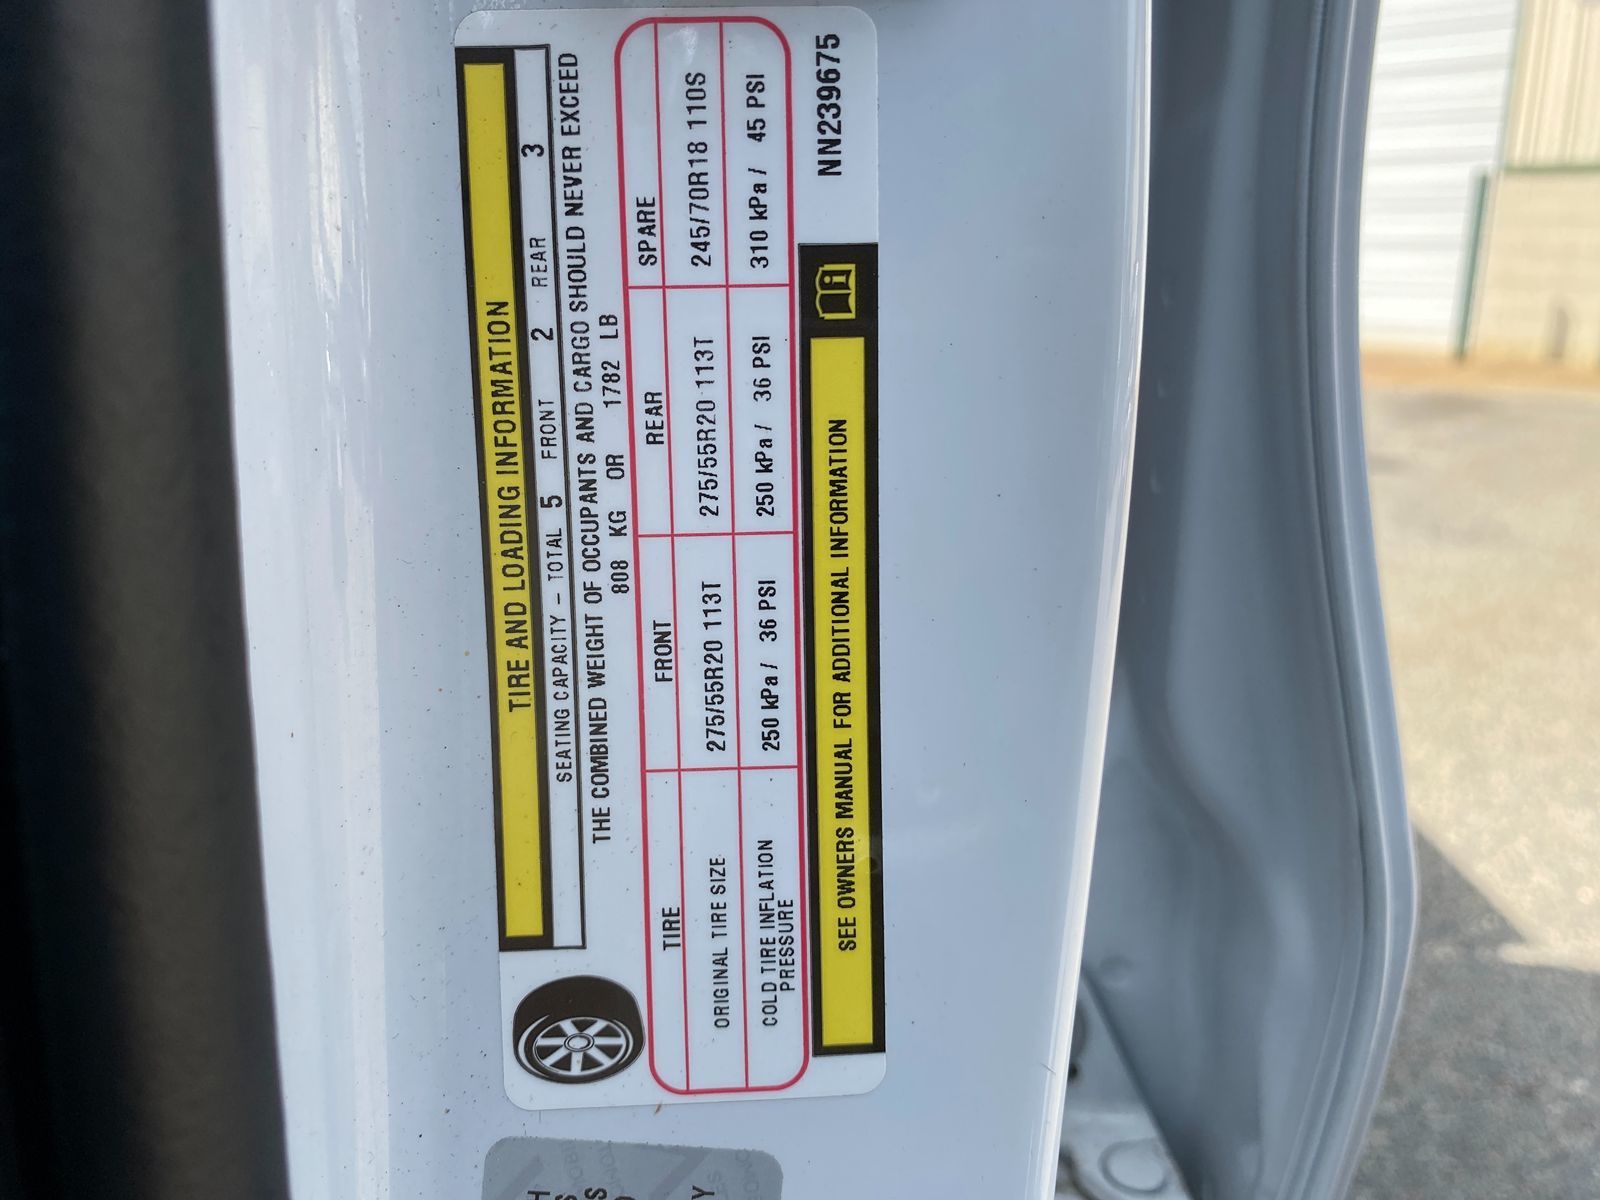 TIRE AND LOADING INFORMATION
SEATING CAPACITY – TOTAL 5 FRONT 2 REAR 3
THE COMBINED WEIGHT OF OCCUPANTS AND CARGO SHOULD NEVER EXCEED
808 KG OR 1782 LB
TIRE FRONT REAR SPARE
ORIGINAL TIRE SIZE 275/55R20 113T 275/55R20 113T 245/70R18 110S
COLD TIRE INFLATION
PRESSURE 250 kPa / 36 PSI 250 kPa / 36 PSI 310 kPa / 45 PSI
SEE OWNERS MANUAL FOR ADDITIONAL INFORMATION
NN239675